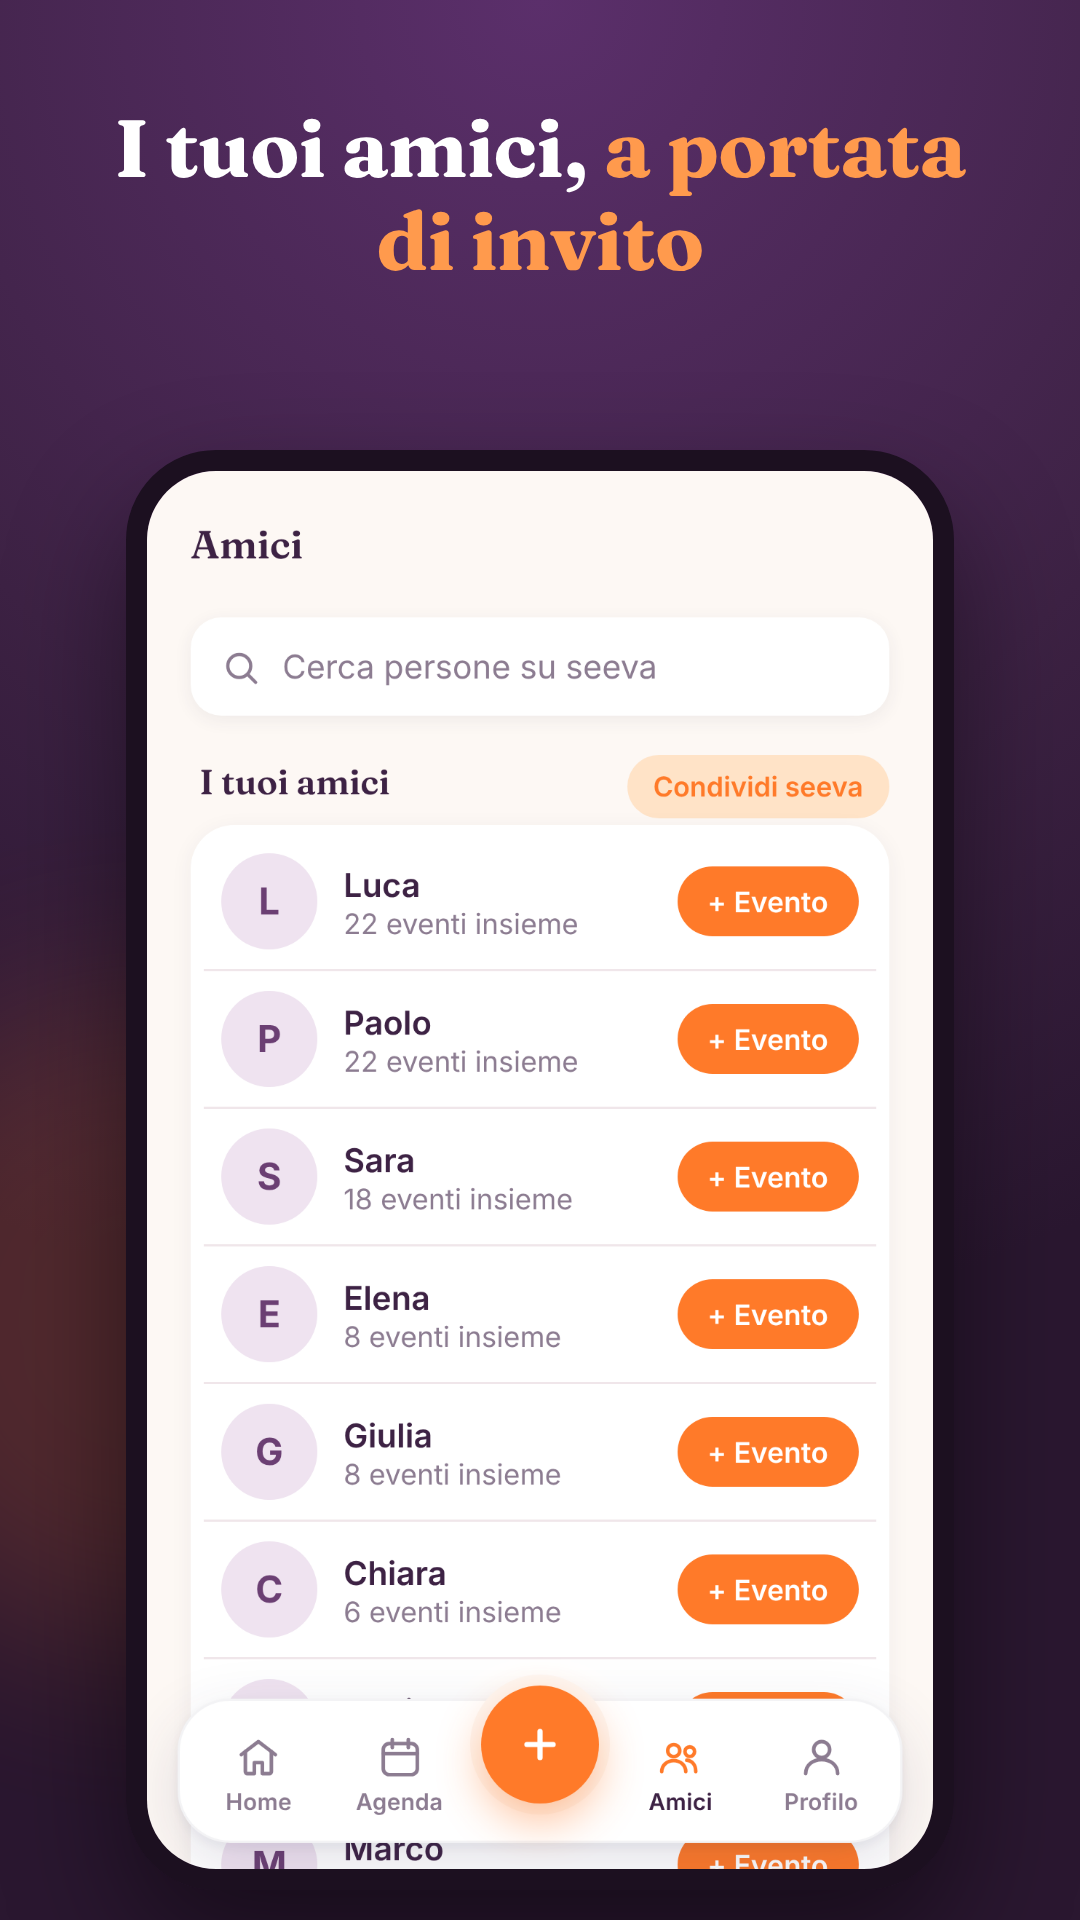 I tuoi amici, a portata
di invito
Amici
Cerca persone su seeva
I tuoi amici
Condividi seeva
L
Luca
22 eventi insieme
+ Evento
P
Paolo
22 eventi insieme
+ Evento
S
Sara
18 eventi insieme
+ Evento
E
Elena
8 eventi insieme
+ Evento
G
Giulia
8 eventi insieme
+ Evento
C
Chiara
6 eventi insieme
+ Evento
+
Home
Agenda
Amici
Profilo
M
Marco
+ Evento